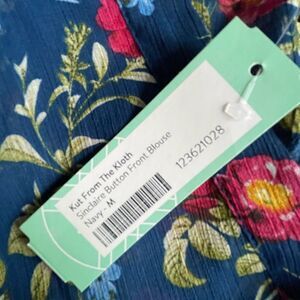 Kut From The Kloth
Sinclaire Button Front Blouse
Navy - M
123621028